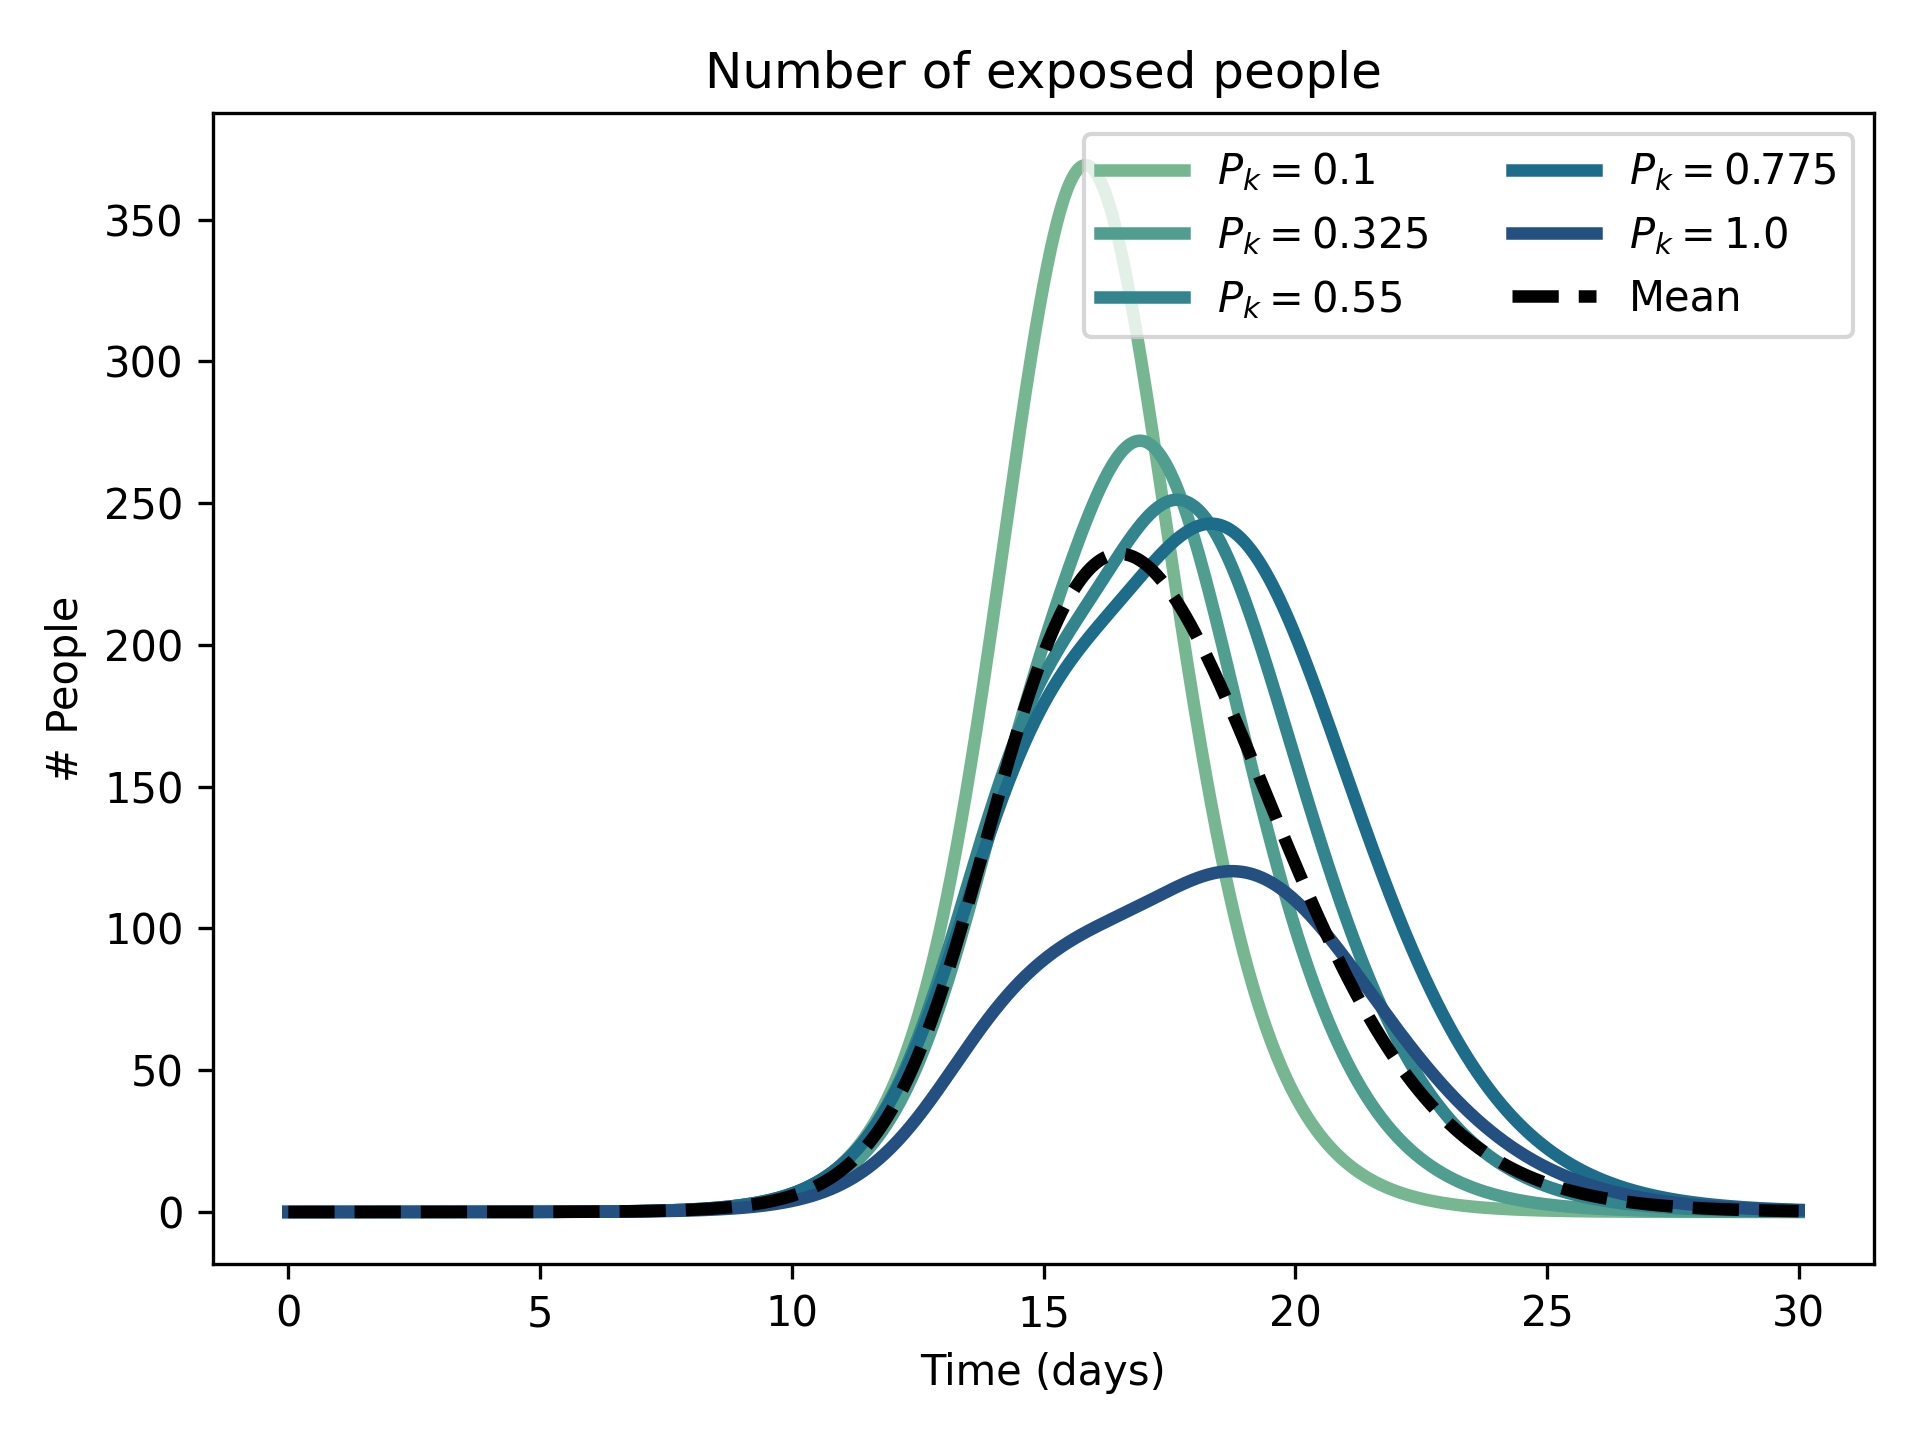 Number of exposed people
P_k = 0.1
P_k = 0.325
P_k = 0.55
P_k = 0.775
P_k = 1.0
Mean
# People
350
300
250
200
150
100
50
0
0 5 10 15 20 25 30
Time (days)